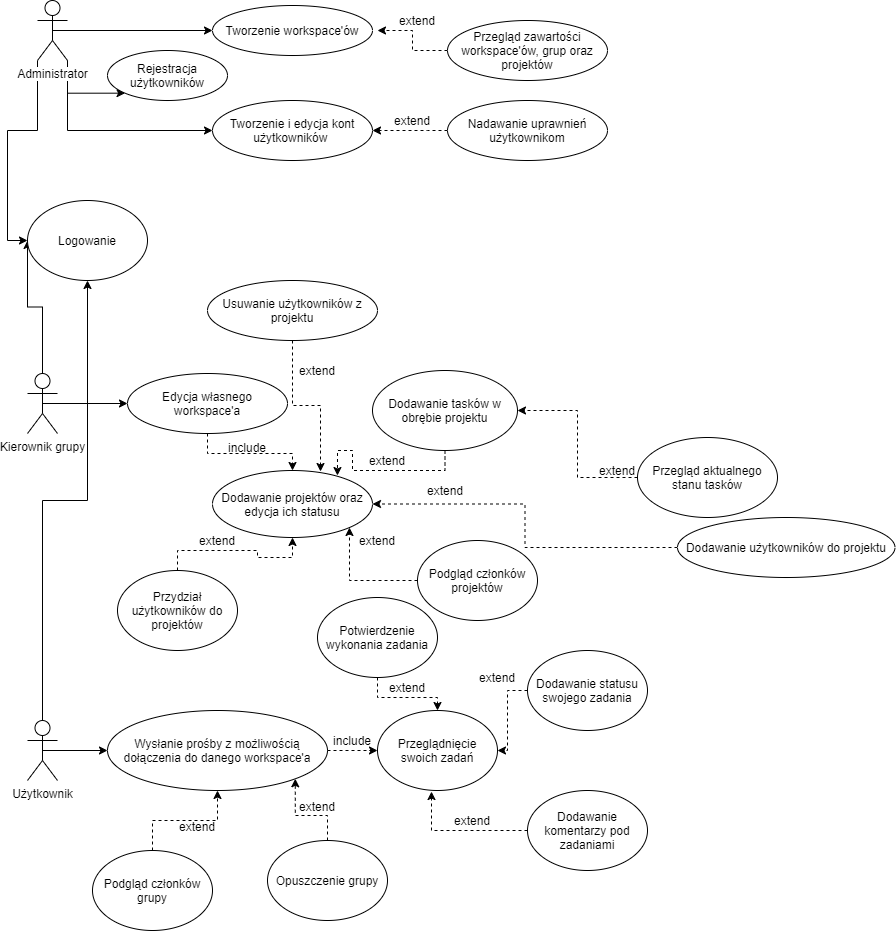 extend
Tworzenie workspace'ów
Przegląd zawartości
workspace'ów, grup oraz
projektów
Administrator
Rejestracja
użytkowników
Tworzenie i edycja kont
użytkowników
extend
Nadawanie uprawnień
użytkownikom
Logowanie
Usuwanie użytkowników z
projektu
extend
Edycja własnego
workspace'a
Dodawanie tasków w
obrębie projektu
Kierownik grupy
include
extend
extend
Przegląd aktualnego
stanu tasków
Dodawanie projektów oraz
edycja ich statusu
extend
extend
extend
Dodawanie użytkowników do projektu
Podgląd członków
projektów
Przydział
użytkowników do
projektów
Potwierdzenie
wykonania zadania
extend
extend
Dodawanie statusu
swojego zadania
Wysłanie prośby z możliwością
dołączenia do danego workspace'a
include
Przeglądnięcie
swoich zadań
Użytkownik
extend
extend
extend
Dodawanie
komentarzy pod
zadaniami
Podgląd członków
grupy
Opuszczenie grupy